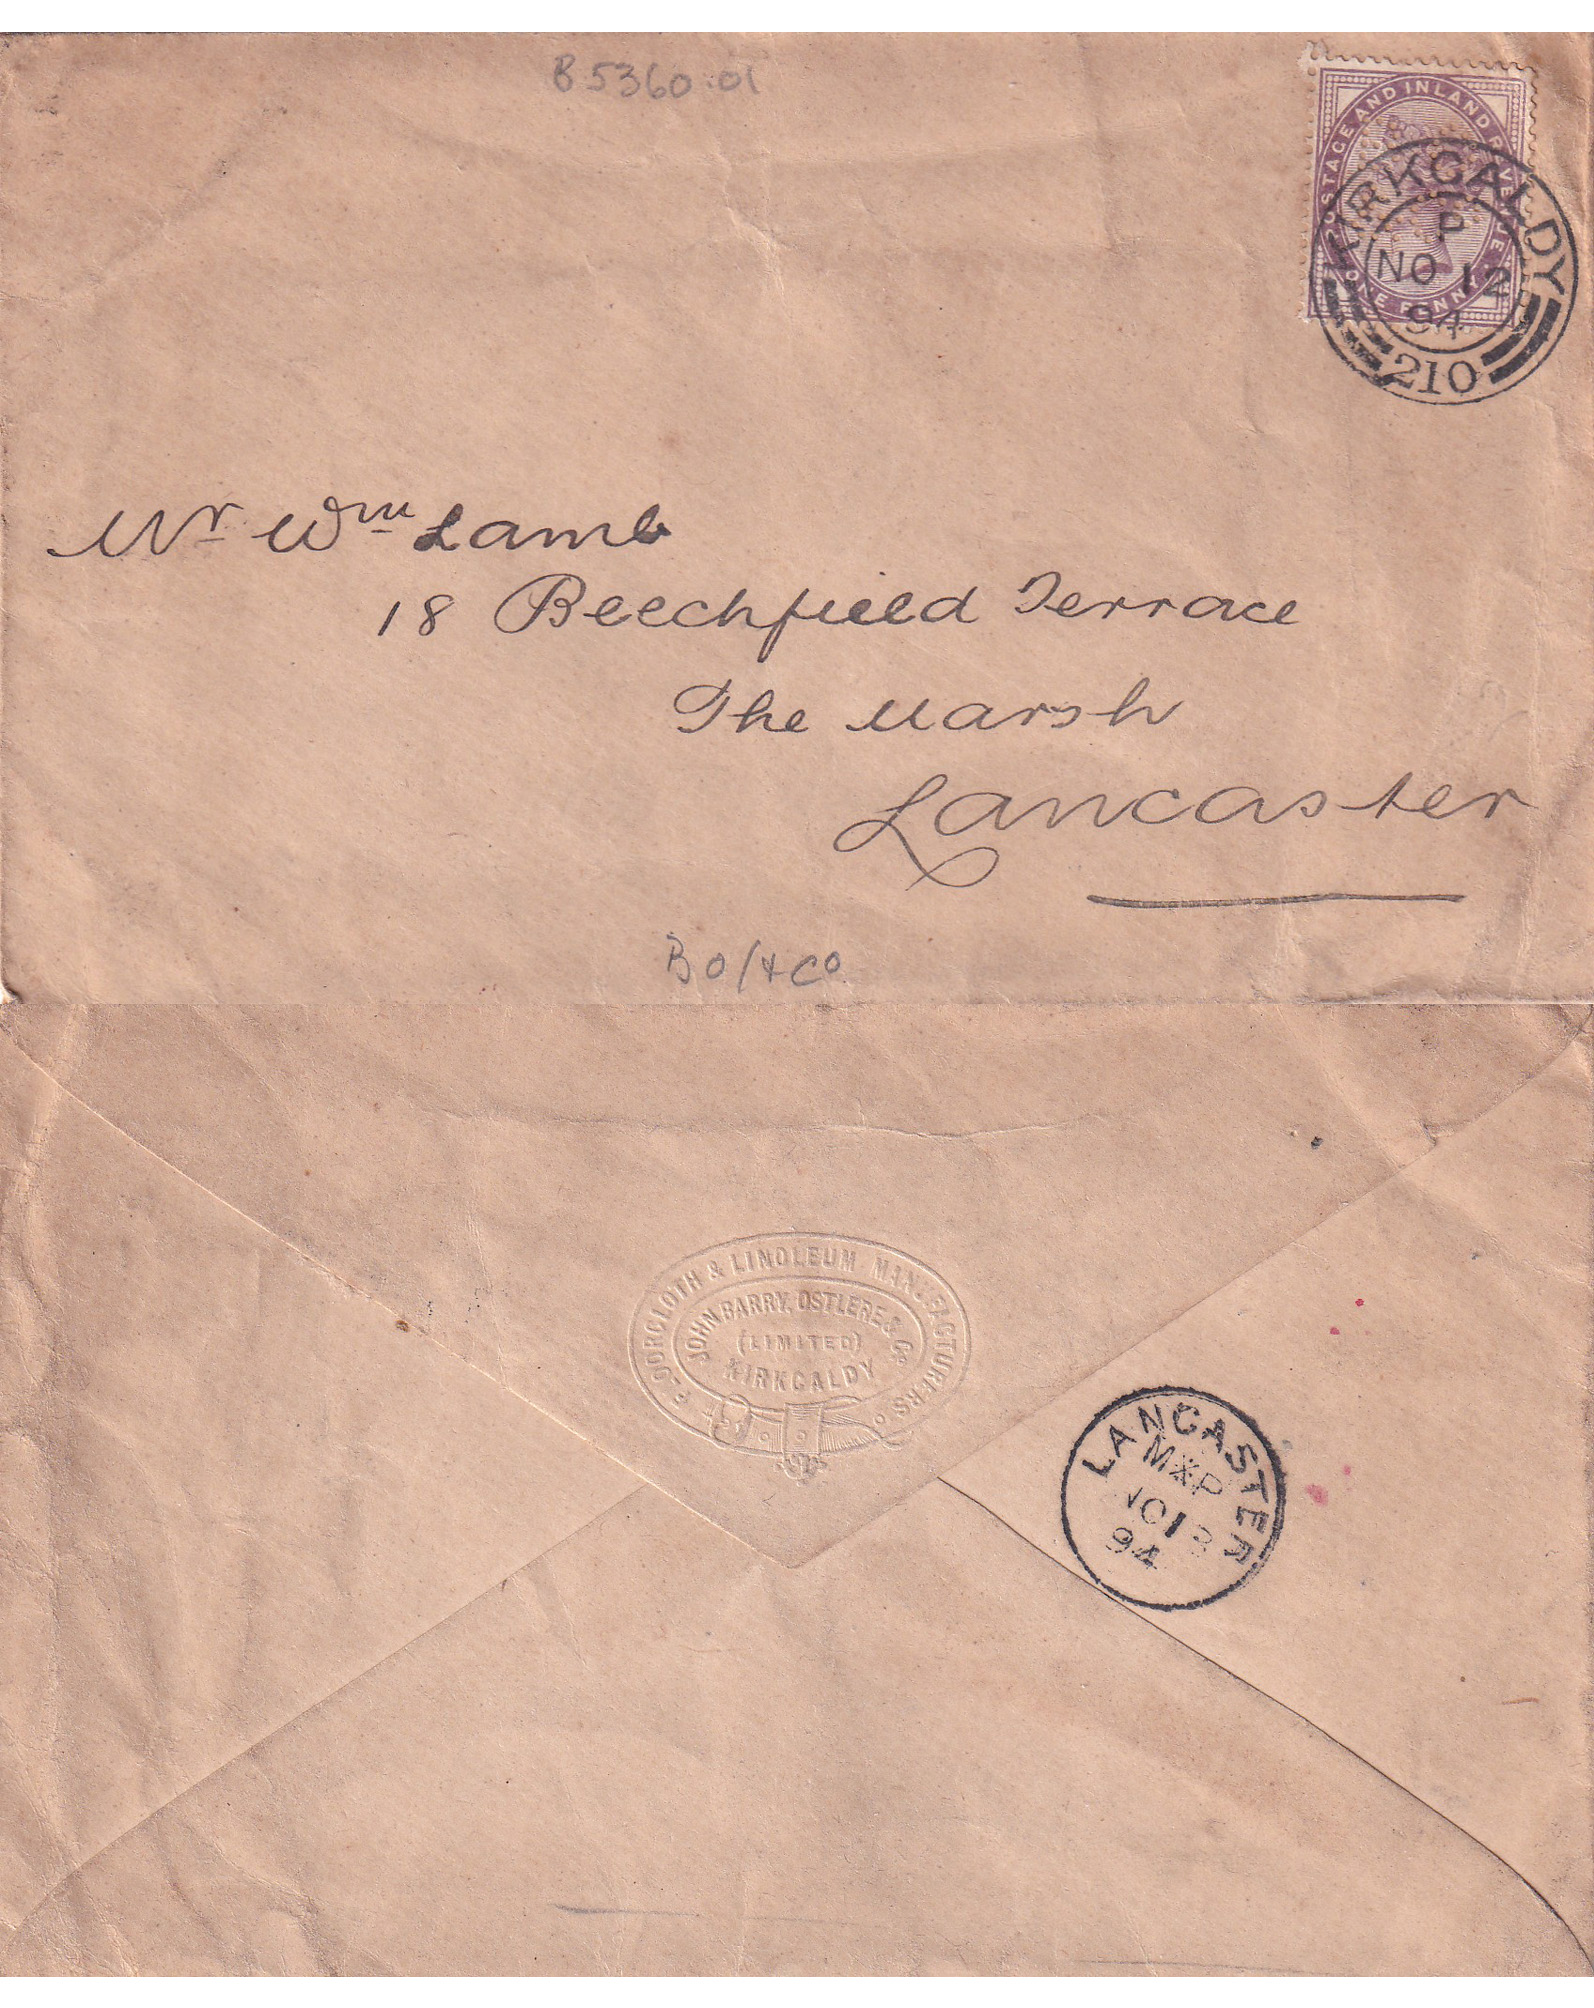 B5360.01
POSTAGE AND INLAND REVENUE
ONE PENNY
KIRKCALDY
P
NO 12
94
210
Mr Wm Lamb
18 Beechfield Terrace
The Marsh
Lancaster
BO/+CO
FLOORCLOTH & LINOLEUM MANUFACTURERS
JOHN BARRY, OSTLERE & Co
(LIMITED)
KIRKCALDY
LANCASTER
M*P
NO 13
94